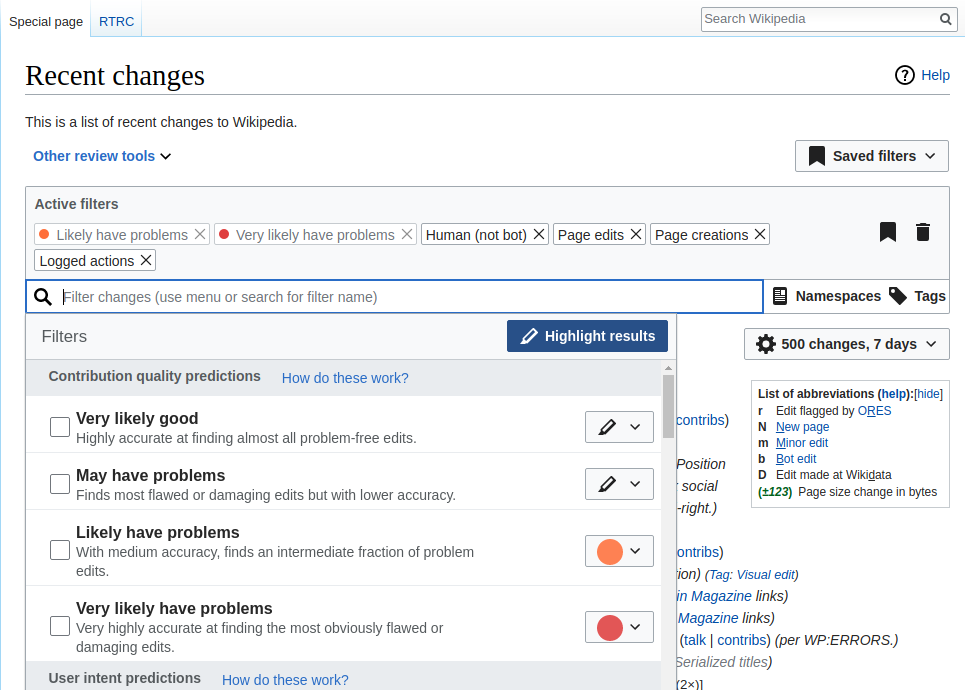 Special page RTRC Search Wikipedia
Recent changes
Help
This is a list of recent changes to Wikipedia.
Other review tools
Saved filters
Active filters
Likely have problems Very likely have problems Human (not bot) Page edits Page creations
Logged actions
Filter changes (use menu or search for filter name) Namespaces Tags
Filters Highlight results
500 changes, 7 days
Contribution quality predictions How do these work?
Very likely good
Highly accurate at finding almost all problem-free edits.
May have problems
Finds most flawed or damaging edits but with lower accuracy.
Likely have problems
With medium accuracy, finds an intermediate fraction of problem
edits.
Very likely have problems
Very highly accurate at finding the most obviously flawed or
damaging edits.
User intent predictions How do these work?
List of abbreviations (help):[hide]
r Edit flagged by ORES
N New page
m Minor edit
b Bot edit
D Edit made at Wikidata
(±123) Page size change in bytes
contribs)
Position
social
-right.)
ontribs)
tion) (Tag: Visual edit)
in Magazine links)
Magazine links)
(talk | contribs) (per WP:ERRORS.)
Serialized titles)
(2×)]